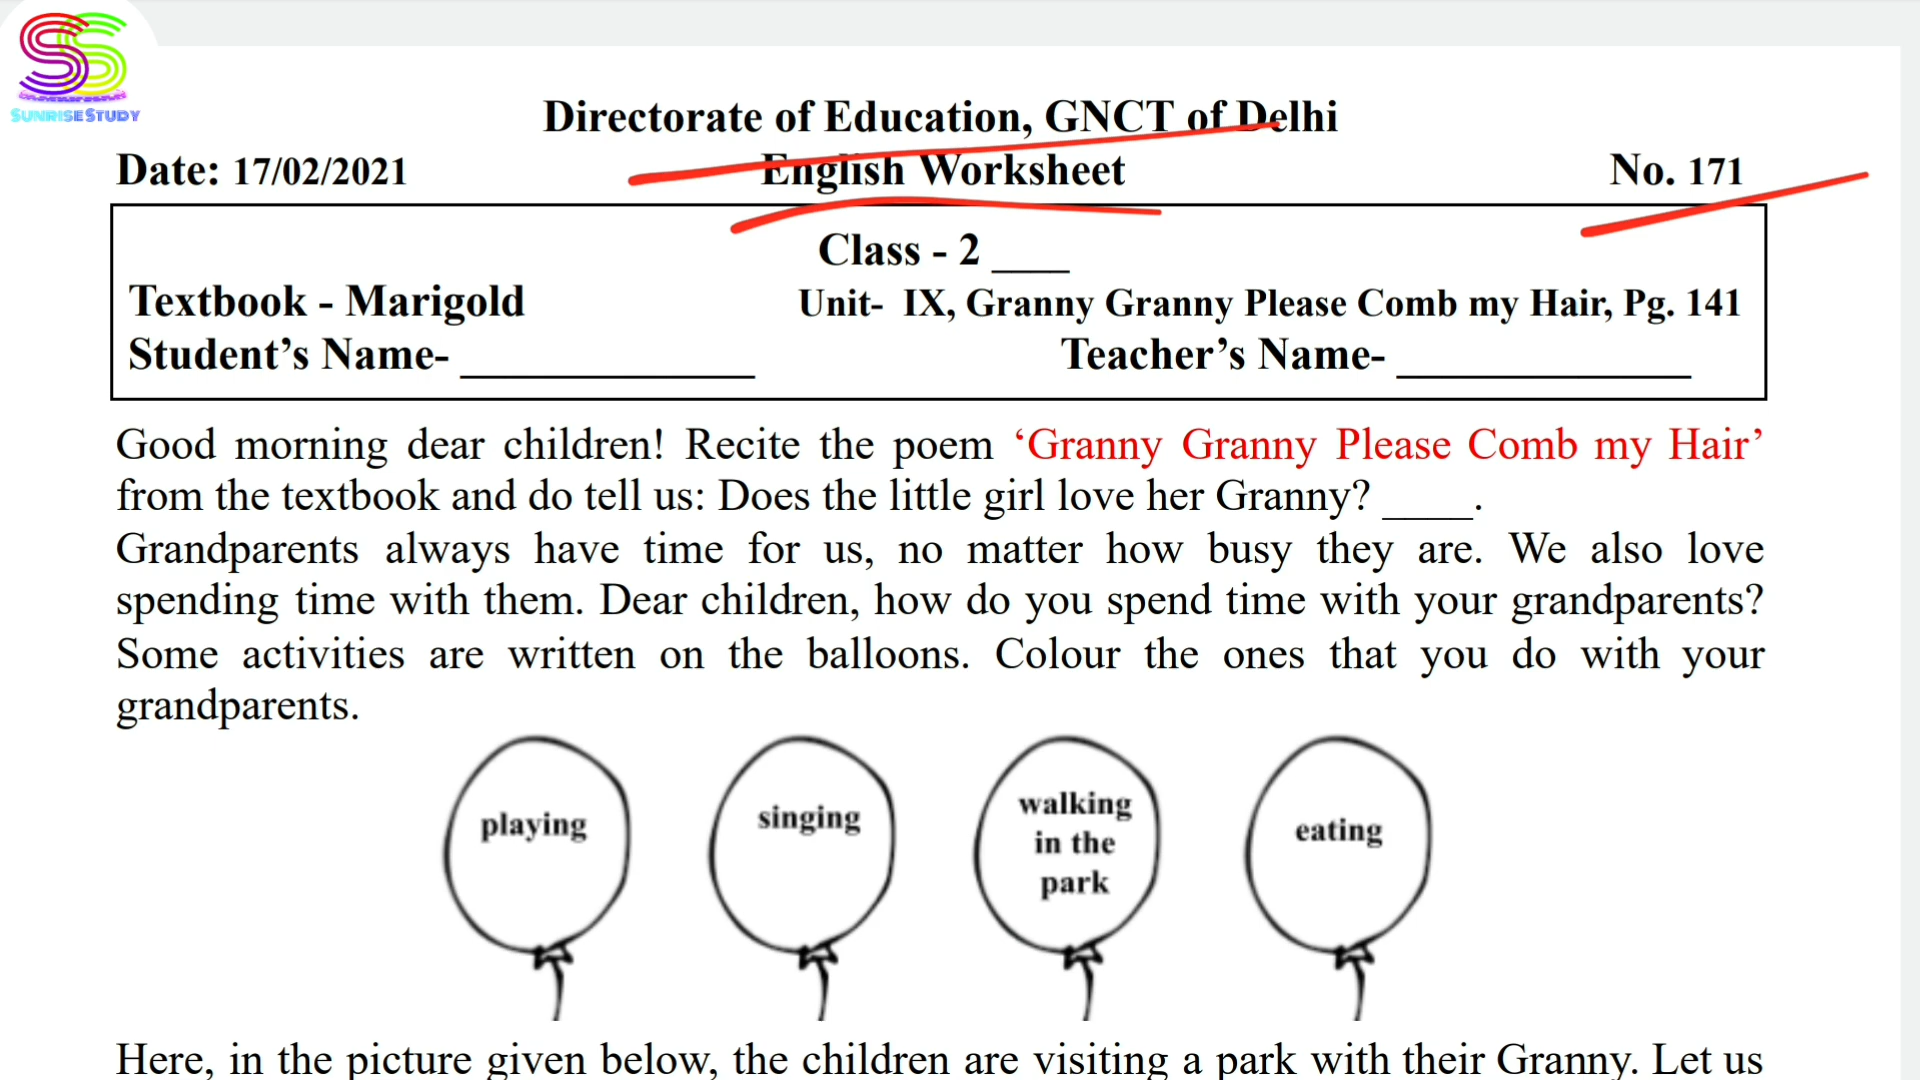 SUNRISESTUDY
Directorate of Education, GNCT of Delhi
Date: 17/02/2021 English Worksheet No. 171
Class - 2 ____
Textbook - Marigold Unit- IX, Granny Granny Please Comb my Hair, Pg. 141
Student’s Name- ______________ Teacher’s Name- ______________
Good morning dear children! Recite the poem ‘Granny Granny Please Comb my Hair’
from the textbook and do tell us: Does the little girl love her Granny? ____.
Grandparents always have time for us, no matter how busy they are. We also love
spending time with them. Dear children, how do you spend time with your grandparents?
Some activities are written on the balloons. Colour the ones that you do with your
grandparents.
playing
singing
walking
in the
park
eating
Here, in the picture given below, the children are visiting a park with their Granny. Let us